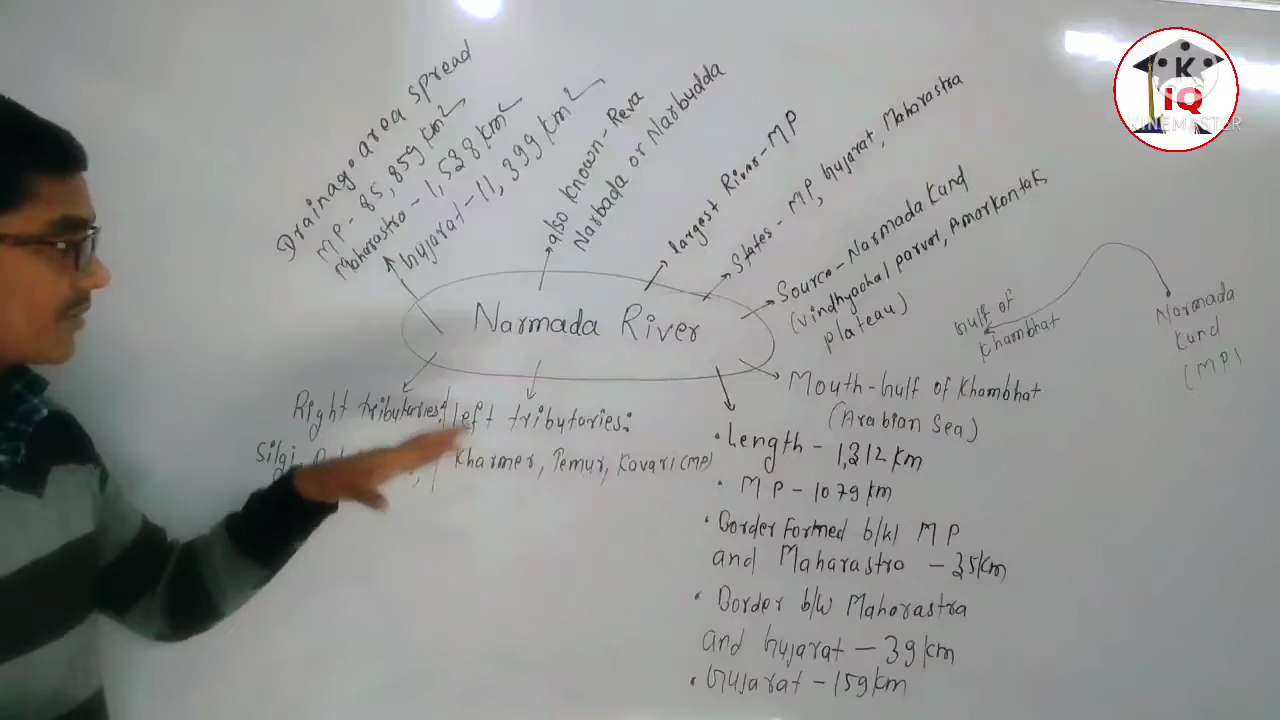 Drainage area spread
MP - 85,859 km2
Maharastra - 1,538 km2
Gujarat - 11,399 km2
also known - Reva
Narbada or Narbudda
largest River - MP
States - MP, Gujarat, Maharastra
Source - Narmada Kund
(Vindhyachal parvat, Amarkantak
plateau)
Narmada River
Gulf of
Khambhat
Narmada
Kund
(MP)
Mouth - Gulf of Khambhat
(Arabian Sea)
Right tributaries:
Silgi,
left tributaries:
Kharmer, Temur, Kavari (MP)
• Length - 1,312 km
• MP - 1079 km
• Border Formed b/w MP
and Maharastra - 35 km
• Border b/w Maharastra
and Gujarat - 39 km
• Gujarat - 159 km
K
IQ
KINEMASTER